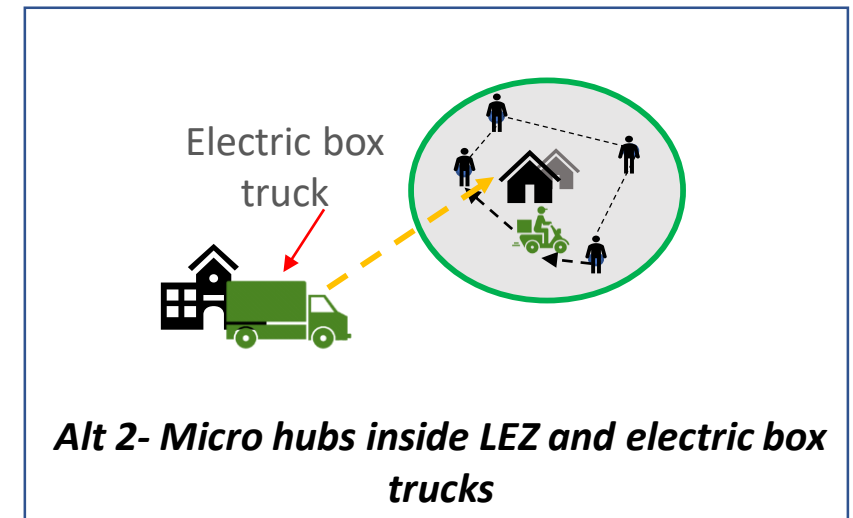 Electric box
truck
Alt 2- Micro hubs inside LEZ and electric box
trucks